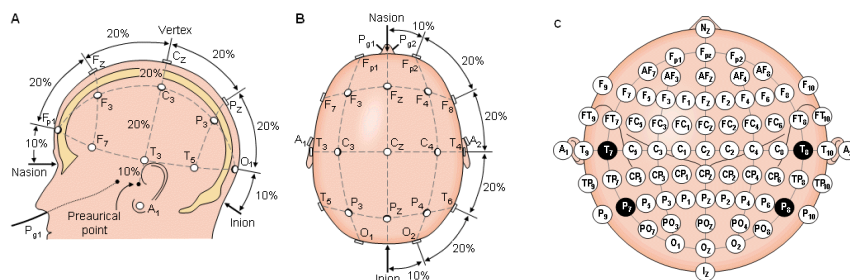 A
Vertex
20%
20%
FZ
CZ
20%
20%
20%
PZ
F3
C3
P3
20%
20%
Fp1
F7
T3
T5
O1
10%
10%
10%
Nasion
Preaurical
point
A1
Inion
Pg1
B
Nasion
10%
Pg1
Pg2
Fp1
Fp2
20%
F7
F3
FZ
F4
F8
20%
A1
T3
C3
CZ
C4
T4
A2
20%
T5
P3
PZ
P4
T6
20%
O1
O2
Inion
10%
C
NZ
Fp1 Fpz Fp2
AF7 AF3 AFZ AF4 AF8
F9 F7 F5 F3 F1 FZ F2 F4 F6 F8 F10
FT9 FT7 FC5 FC3 FC1 FCZ FC2 FC4 FC6 FT8 FT10
A1 T9 T7 C5 C3 C1 CZ C2 C4 C6 T8 T10
TP9 TP7 CP5 CP3 CP1 CPZ CP2 CP4 CP6 TP8 TP10
P9 P7 P5 P3 P1 PZ P2 P4 P6 P8 P10
PO7 PO3 POZ PO4 PO8
O1 OZ O2
IZ